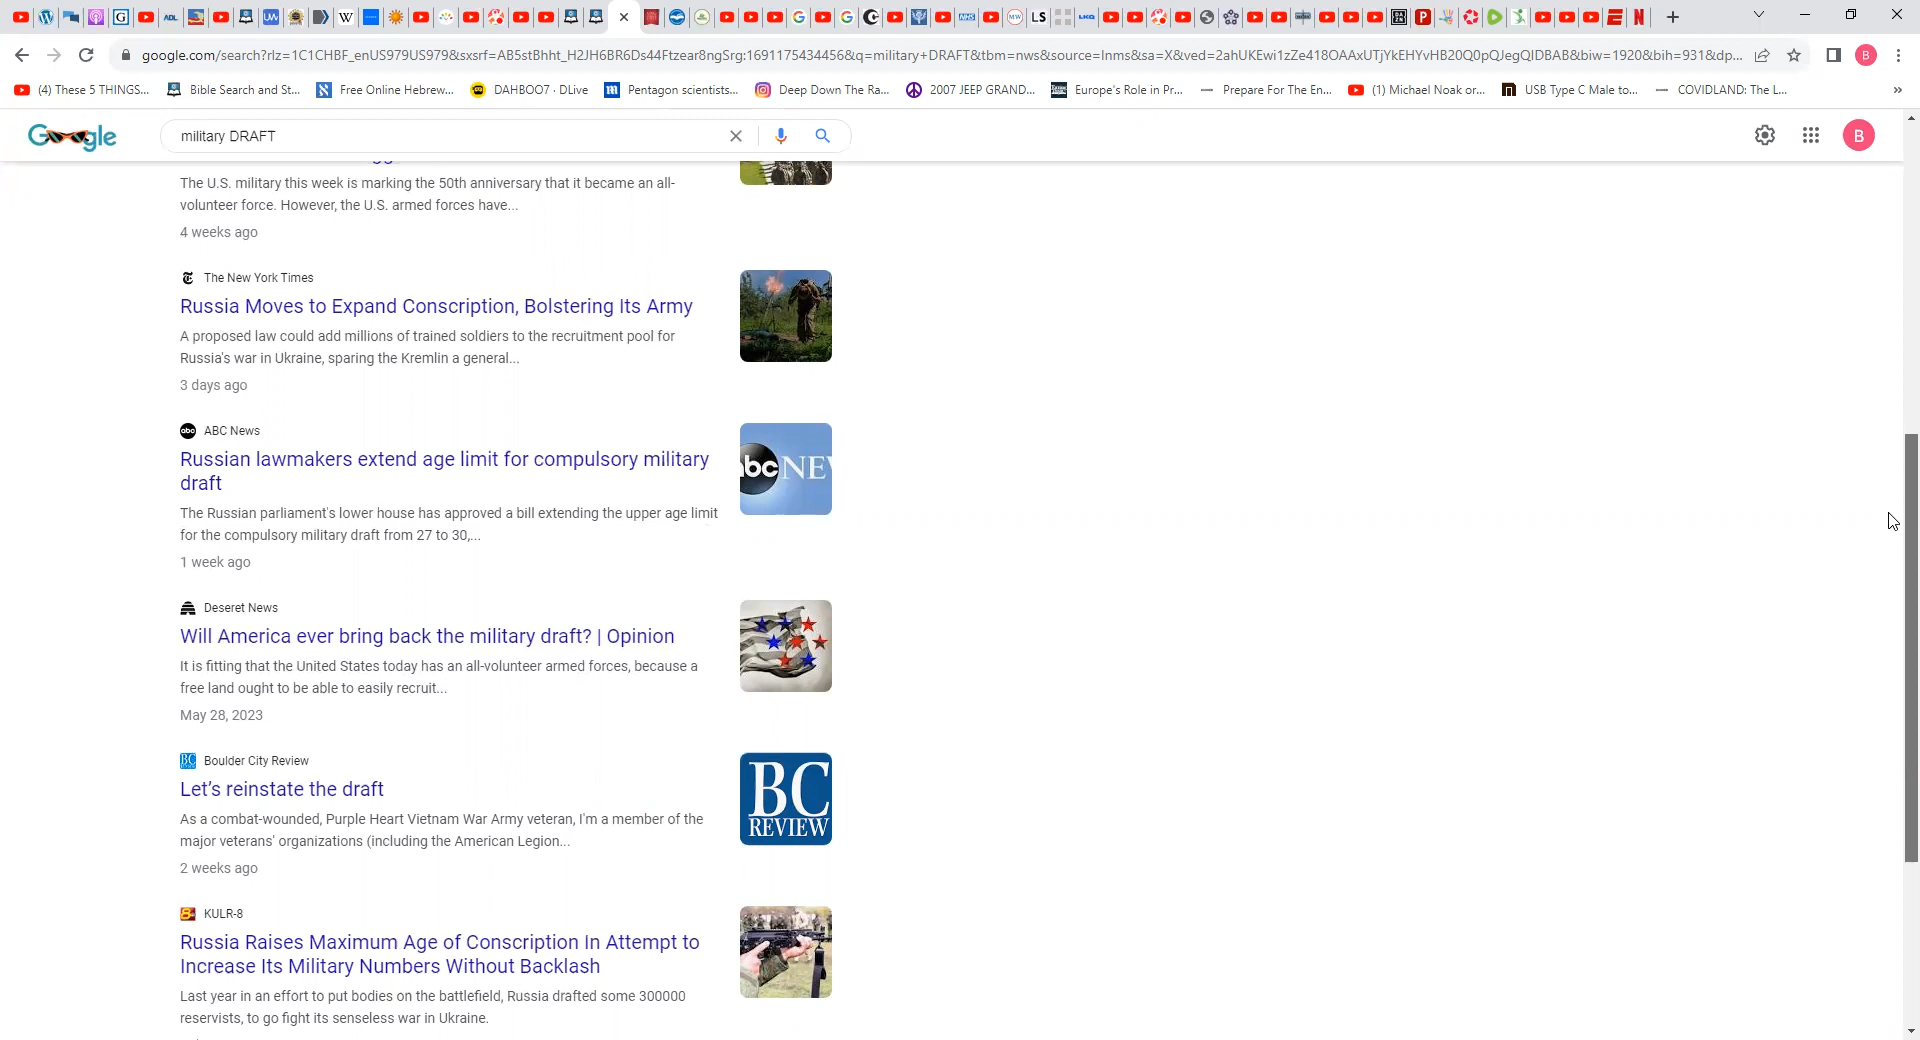 google.com/search?rlz=1C1CHBF_enUS979US979&sxsrf=AB5stBhht_H2JH6BR6Ds44Ftzear8ngSrg:1691175434456&q=military+DRAFT&tbm=nws&source=lnms&sa=X&ved=2ahUKEwi1zZe418OAAxUTjYkEHYvHB20Q0pQJegQIDBAB&biw=1920&bih=931&dp...
(4) These 5 THINGS... Bible Search and St... Free Online Hebrew... DAHBOO7 · DLive Pentagon scientists... Deep Down The Ra... 2007 JEEP GRAND... Europe's Role in Pr... Prepare For The En... (1) Michael Noak or... USB Type C Male to... COVIDLAND: The L...
Google military DRAFT B
The U.S. military this week is marking the 50th anniversary that it became an all-
volunteer force. However, the U.S. armed forces have...
4 weeks ago
The New York Times
Russia Moves to Expand Conscription, Bolstering Its Army
A proposed law could add millions of trained soldiers to the recruitment pool for
Russia's war in Ukraine, sparing the Kremlin a general...
3 days ago
abc ABC News
Russian lawmakers extend age limit for compulsory military
draft
abc NEW
The Russian parliament's lower house has approved a bill extending the upper age limit
for the compulsory military draft from 27 to 30,...
1 week ago
Deseret News
Will America ever bring back the military draft? | Opinion
It is fitting that the United States today has an all-volunteer armed forces, because a
free land ought to be able to easily recruit...
May 28, 2023
BC Boulder City Review
Let's reinstate the draft
As a combat-wounded, Purple Heart Vietnam War Army veteran, I'm a member of the
major veterans' organizations (including the American Legion...
BC
REVIEW
2 weeks ago
8 KULR-8
Russia Raises Maximum Age of Conscription In Attempt to
Increase Its Military Numbers Without Backlash
Last year in an effort to put bodies on the battlefield, Russia drafted some 300000
reservists, to go fight its senseless war in Ukraine.